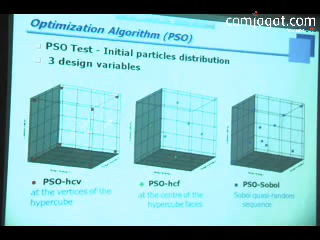 comjagat.com
Optimization Algorithm (PSO)
PSO Test - Initial particles distribution
3 design variables
PSO-hcv
at the vertices of the
hypercube
PSO-hcf
at the centre of the
hypercube faces
PSO-Sobol
Sobol quasi-random
sequence